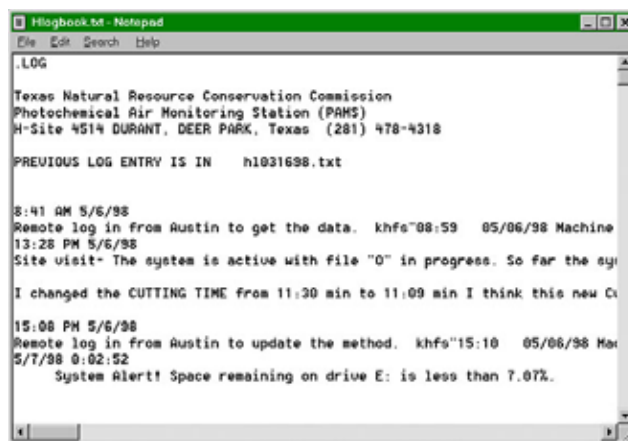 Hlogbook.txt - Notepad
File Edit Search Help
.LOG
Texas Natural Resource Conservation Commission
Photochemical Air Monitoring Station (PAMS)
H-Site 4514 DURANT, DEER PARK, Texas (281) 478-4318
PREVIOUS LOG ENTRY IS IN h1031698.txt
8:41 AM 5/6/98
Remote log in from Austin to get the data. khfs~08:59 05/06/98 Machine
13:28 PM 5/6/98
Site visit- The system is active with file "O" in progress. So far the sy
I changed the CUTTING TIME from 11:30 min to 11:09 min I think this new Cu
15:08 PM 5/6/98
Remote log in from Austin to update the method. khfs~15:10 05/06/98 Mac
5/7/98 0:02:52
System Alert! Space remaining on drive E: is less than 7.07%.